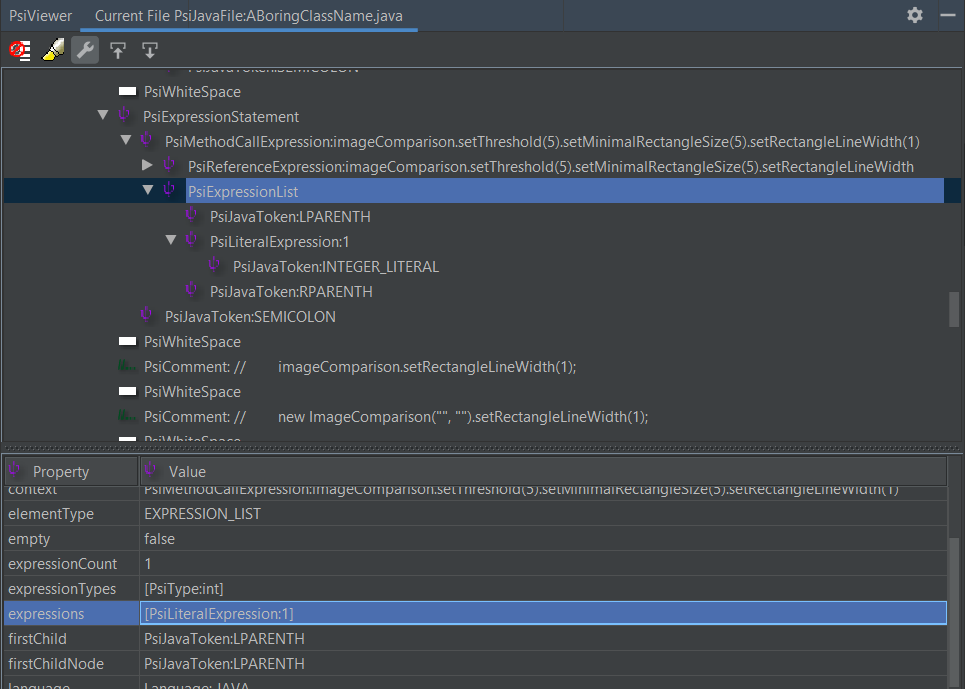 PsiViewer Current File PsiJavaFile:ABoringClassName.java
PsiJavaToken:SEMICOLON
PsiWhiteSpace
PsiExpressionStatement
PsiMethodCallExpression:imageComparison.setThreshold(5).setMinimalRectangleSize(5).setRectangleLineWidth(1)
PsiReferenceExpression:imageComparison.setThreshold(5).setMinimalRectangleSize(5).setRectangleLineWidth
PsiExpressionList
PsiJavaToken:LPARENTH
PsiLiteralExpression:1
PsiJavaToken:INTEGER_LITERAL
PsiJavaToken:RPARENTH
PsiJavaToken:SEMICOLON
PsiWhiteSpace
PsiComment: // imageComparison.setRectangleLineWidth(1);
PsiWhiteSpace
PsiComment: // new ImageComparison("", "").setRectangleLineWidth(1);
PsiWhiteSpace
Property Value
context PsiMethodCallExpression:imageComparison.setThreshold(5).setMinimalRectangleSize(5).setRectangleLineWidth(1)
elementType EXPRESSION_LIST
empty false
expressionCount 1
expressionTypes [PsiType:int]
expressions [PsiLiteralExpression:1]
firstChild PsiJavaToken:LPARENTH
firstChildNode PsiJavaToken:LPARENTH
language Language: JAVA